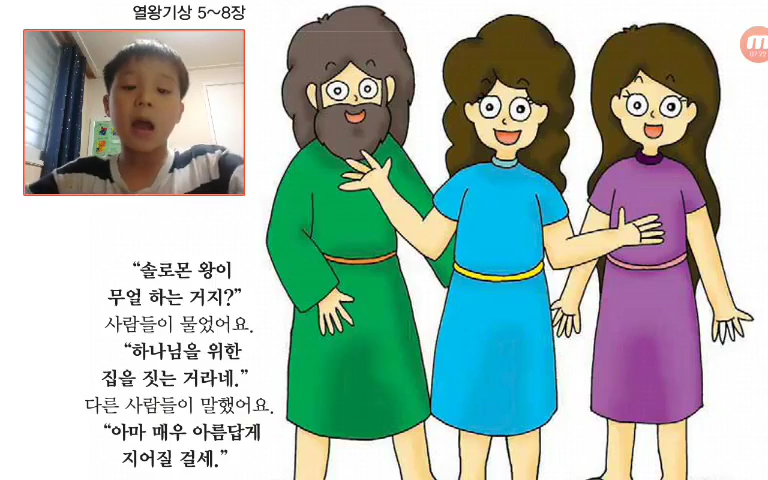 열왕기상 5~8장
“솔로몬 왕이
무얼 하는 거지?”
사람들이 물었어요.
“하나님을 위한
집을 짓는 거라네.”
다른 사람들이 말했어요.
“아마 매우 아름답게
지어질 걸세.”